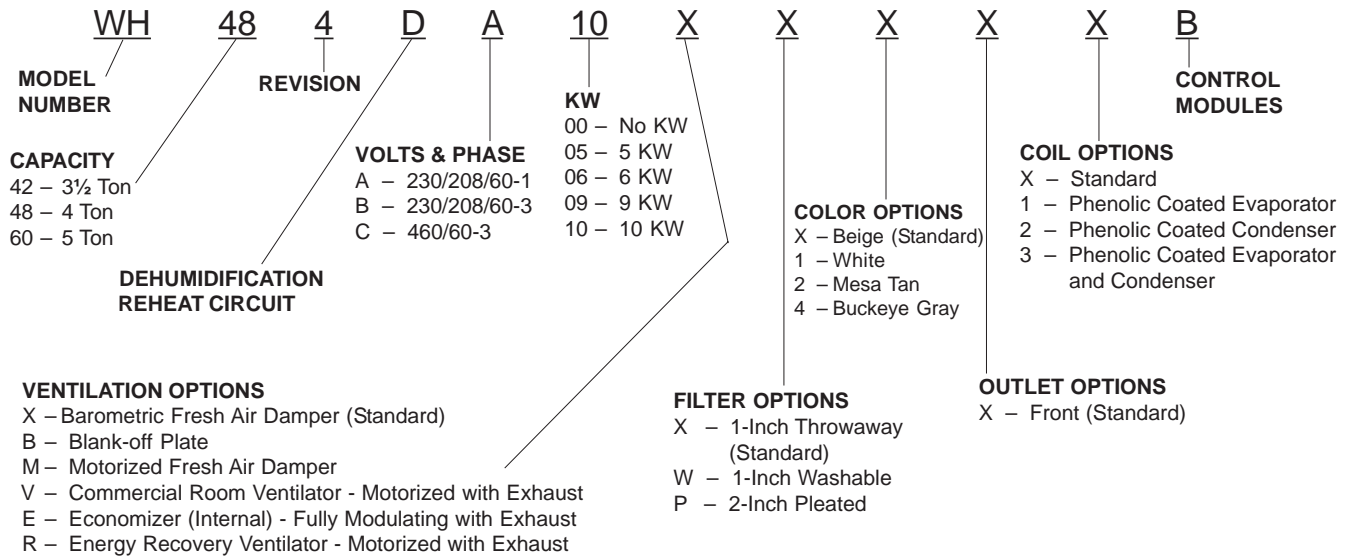 WH 48 4 D A 10 X X X X X B
MODEL
NUMBER
REVISION
CONTROL
MODULES
CAPACITY
42 – 3½ Ton
48 – 4 Ton
60 – 5 Ton
DEHUMIDIFICATION
REHEAT CIRCUIT
VOLTS & PHASE
A – 230/208/60-1
B – 230/208/60-3
C – 460/60-3
KW
00 – No KW
05 – 5 KW
06 – 6 KW
09 – 9 KW
10 – 10 KW
COLOR OPTIONS
X – Beige (Standard)
1 – White
2 – Mesa Tan
4 – Buckeye Gray
COIL OPTIONS
X – Standard
1 – Phenolic Coated Evaporator
2 – Phenolic Coated Condenser
3 – Phenolic Coated Evaporator
and Condenser
VENTILATION OPTIONS
X – Barometric Fresh Air Damper (Standard)
B – Blank-off Plate
M – Motorized Fresh Air Damper
V – Commercial Room Ventilator - Motorized with Exhaust
E – Economizer (Internal) - Fully Modulating with Exhaust
R – Energy Recovery Ventilator - Motorized with Exhaust
FILTER OPTIONS
X – 1-Inch Throwaway
(Standard)
W – 1-Inch Washable
P – 2-Inch Pleated
OUTLET OPTIONS
X – Front (Standard)